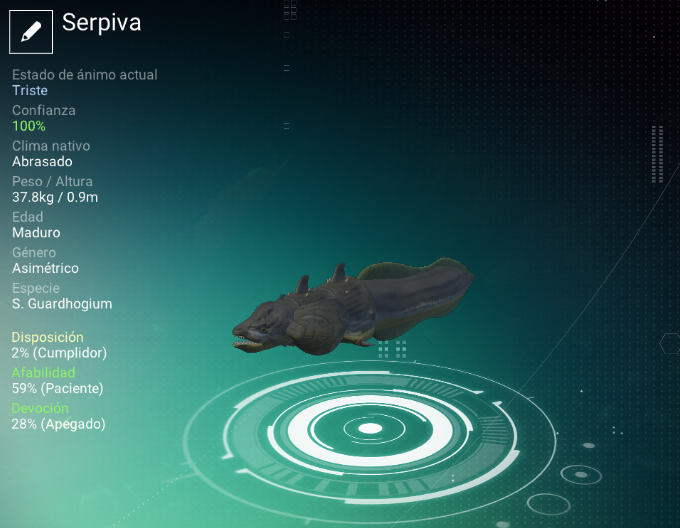 Serpiva
Estado de ánimo actual
Triste
Confianza
100%
Clima nativo
Abrasado
Peso / Altura
37.8kg / 0.9m
Edad
Maduro
Género
Asimétrico
Especie
S. Guardhogium
Disposición
2% (Cumplidor)
Afabilidad
59% (Paciente)
Devoción
28% (Apegado)